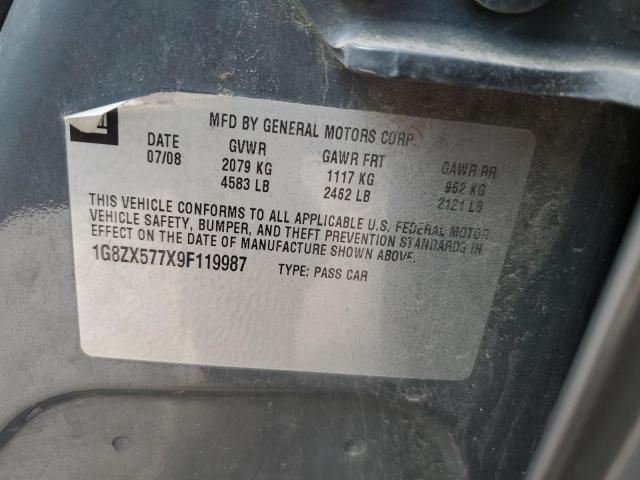 MFD BY GENERAL MOTORS CORP.
DATE GVWR GAWR FRT GAWR RR
07/08 2079 KG 1117 KG 962 KG
4583 LB 2462 LB 2121 LB
THIS VEHICLE CONFORMS TO ALL APPLICABLE U.S. FEDERAL MOTOR
VEHICLE SAFETY, BUMPER, AND THEFT PREVENTION STANDARDS IN
EFFECT ON THE DATE OF MANUFACTURE SHOWN ABOVE.
1G8ZX577X9F119987 TYPE: PASS CAR